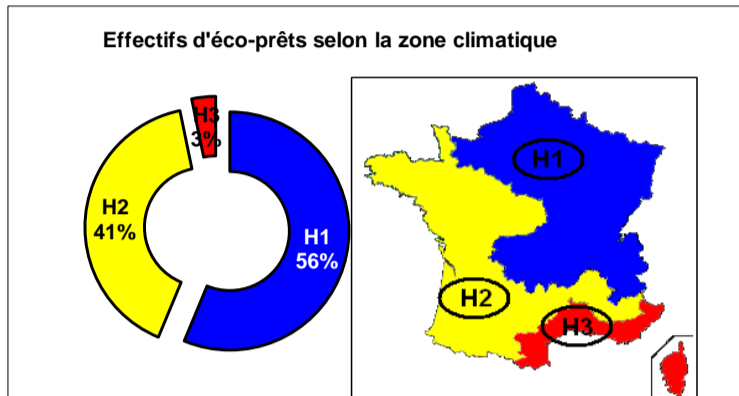 Effectifs d'éco-prêts selon la zone climatique
H3
3%
H2
41%
H1
56%
H1
H2
H3